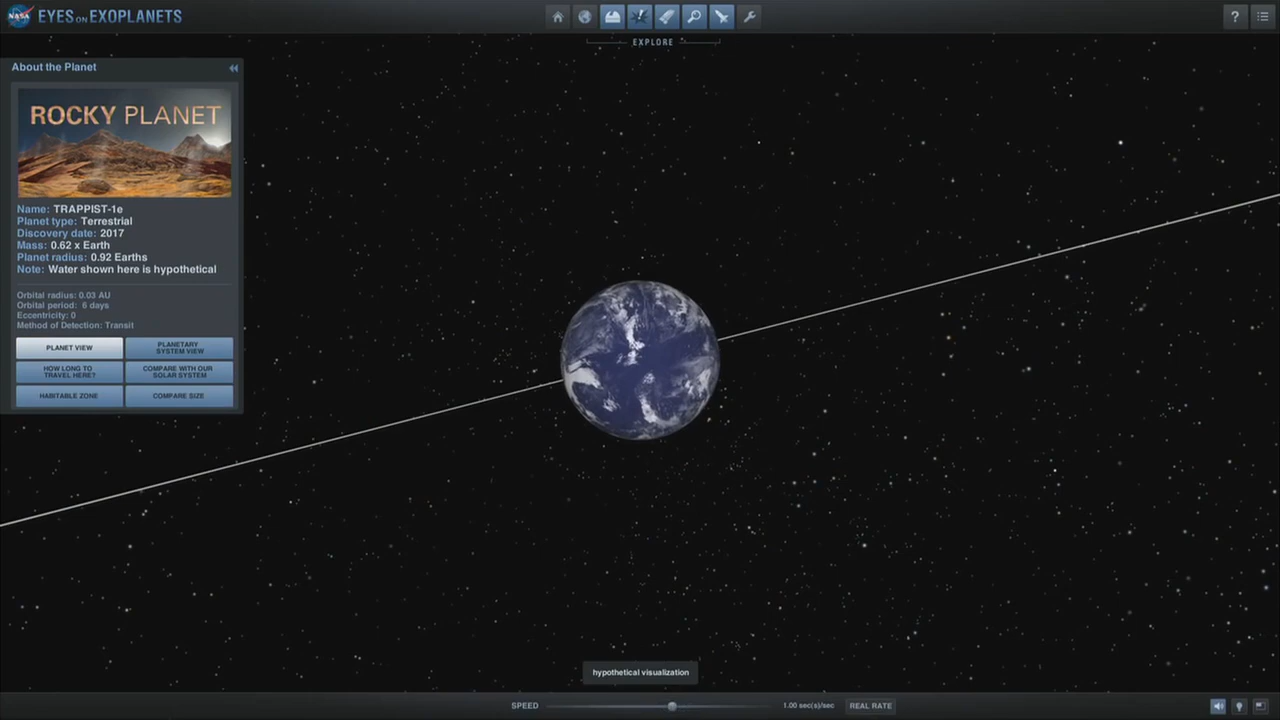 NASA
EYES ON EXOPLANETS
?
EXPLORE
About the Planet
ROCKY PLANET
Name: TRAPPIST-1e
Planet type: Terrestrial
Discovery date: 2017
Mass: 0.62 x Earth
Planet radius: 0.92 Earths
Note: Water shown here is hypothetical
Orbital radius: 0.03 AU
Orbital period: 6 days
Eccentricity: 0
Method of Detection: Transit
PLANET VIEW
PLANETARY
SYSTEM VIEW
HOW LONG TO
TRAVEL HERE?
COMPARE WITH OUR
SOLAR SYSTEM
HABITABLE ZONE
COMPARE SIZE
hypothetical visualization
SPEED
1.00 sec(s)/sec
REAL RATE